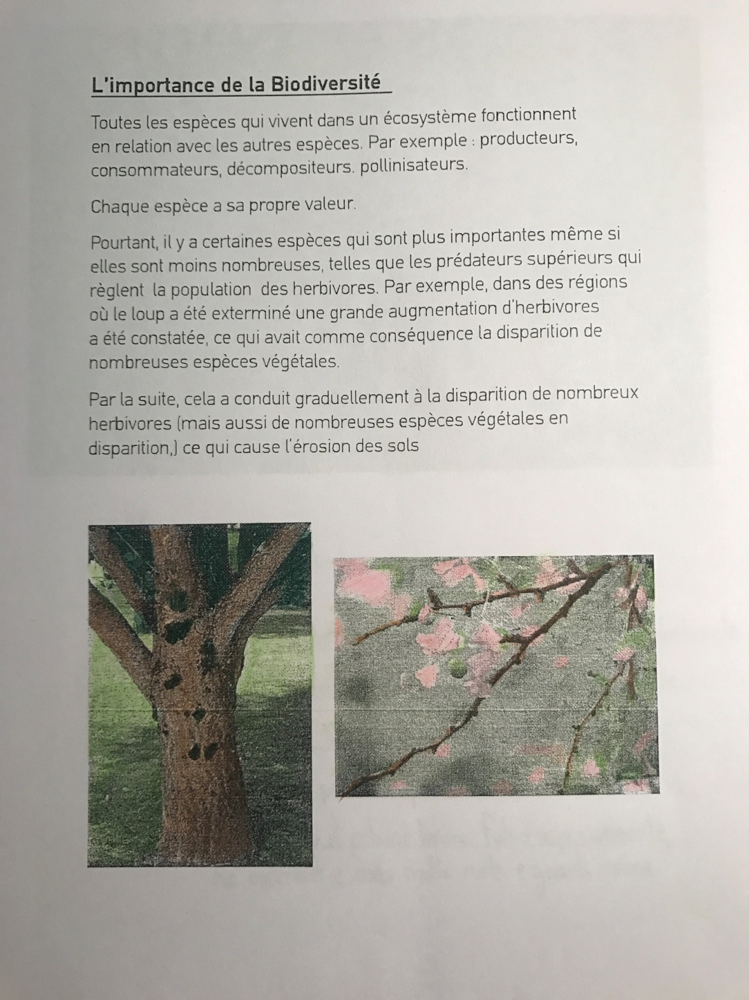 L'importance de la Biodiversité
Toutes les espèces qui vivent dans un écosystème fonctionnent
en relation avec les autres espèces. Par exemple : producteurs,
consommateurs, décompositeurs. pollinisateurs.
Chaque espèce a sa propre valeur.
Pourtant, il y a certaines espèces qui sont plus importantes même si
elles sont moins nombreuses, telles que les prédateurs supérieurs qui
règlent la population des herbivores. Par exemple, dans des régions
où le loup a été exterminé une grande augmentation d'herbivores
a été constatée, ce qui avait comme conséquence la disparition de
nombreuses espèces végétales.
Par la suite, cela a conduit graduellement à la disparition de nombreux
herbivores (mais aussi de nombreuses espèces végétales en
disparition,) ce qui cause l'érosion des sols